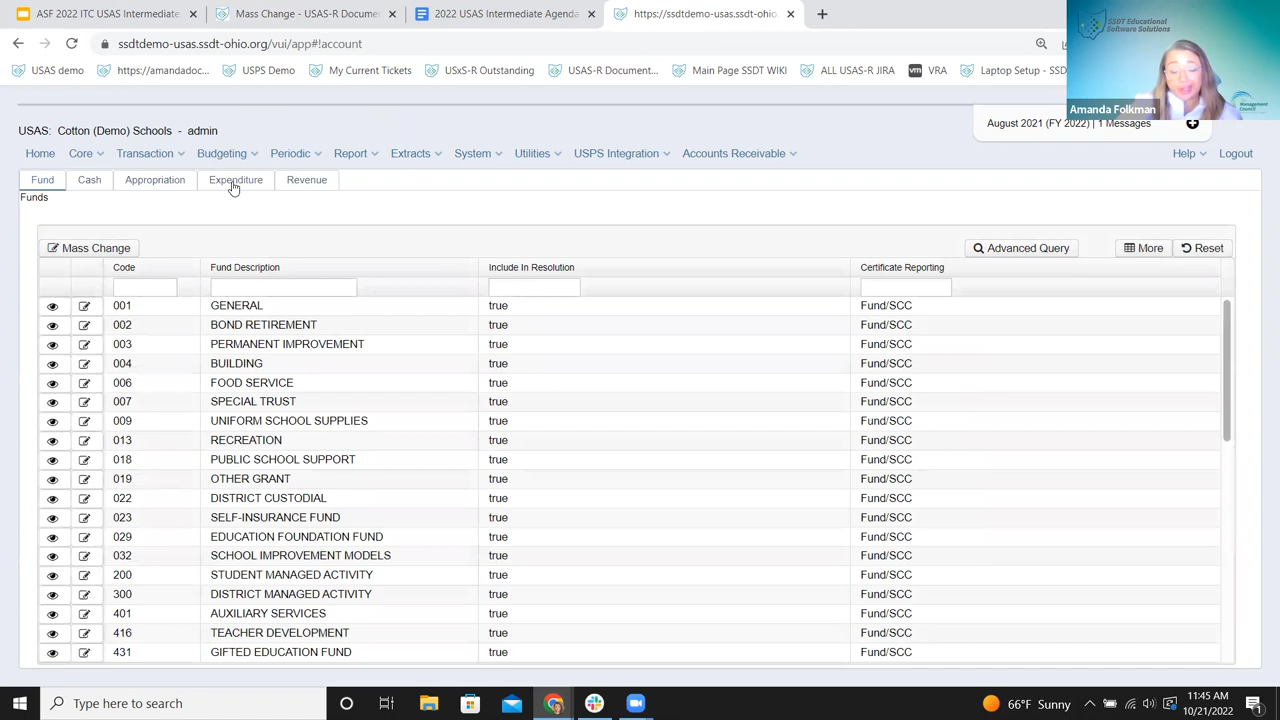 ASF 2022 ITC USAS Intermediate
Mass Change - USAS-R Docume
2022 USAS Intermediate Agenda
https://ssdtdemo-usas.ssdt-ohio.
ssdtdemo-usas.ssdt-ohio.org/vui/app#!account
USAS demo
https://amandadoc...
USPS Demo
My Current Tickets
USxS-R Outstanding
USAS-R Document...
Main Page SSDT WIKI
ALL USAS-R JIRA
vm VRA
Laptop Setup - SSD
SSDT Educational
Software Solutions
Management
Council
Amanda Folkman
USAS: Cotton (Demo) Schools - admin
August 2021 (FY 2022) | 1 Messages
Home Core Transaction Budgeting Periodic Report Extracts System Utilities USPS Integration Accounts Receivable Help Logout
Fund Cash Appropriation Expenditure Revenue
Funds
Mass Change Advanced Query More Reset
Code Fund Description Include In Resolution Certificate Reporting
001 GENERAL true Fund/SCC
002 BOND RETIREMENT true Fund/SCC
003 PERMANENT IMPROVEMENT true Fund/SCC
004 BUILDING true Fund/SCC
006 FOOD SERVICE true Fund/SCC
007 SPECIAL TRUST true Fund/SCC
009 UNIFORM SCHOOL SUPPLIES true Fund/SCC
013 RECREATION true Fund/SCC
018 PUBLIC SCHOOL SUPPORT true Fund/SCC
019 OTHER GRANT true Fund/SCC
022 DISTRICT CUSTODIAL true Fund/SCC
023 SELF-INSURANCE FUND true Fund/SCC
029 EDUCATION FOUNDATION FUND true Fund/SCC
032 SCHOOL IMPROVEMENT MODELS true Fund/SCC
200 STUDENT MANAGED ACTIVITY true Fund/SCC
300 DISTRICT MANAGED ACTIVITY true Fund/SCC
401 AUXILIARY SERVICES true Fund/SCC
416 TEACHER DEVELOPMENT true Fund/SCC
431 GIFTED EDUCATION FUND true Fund/SCC
Type here to search
66°F Sunny
11:45 AM
10/21/2022
1